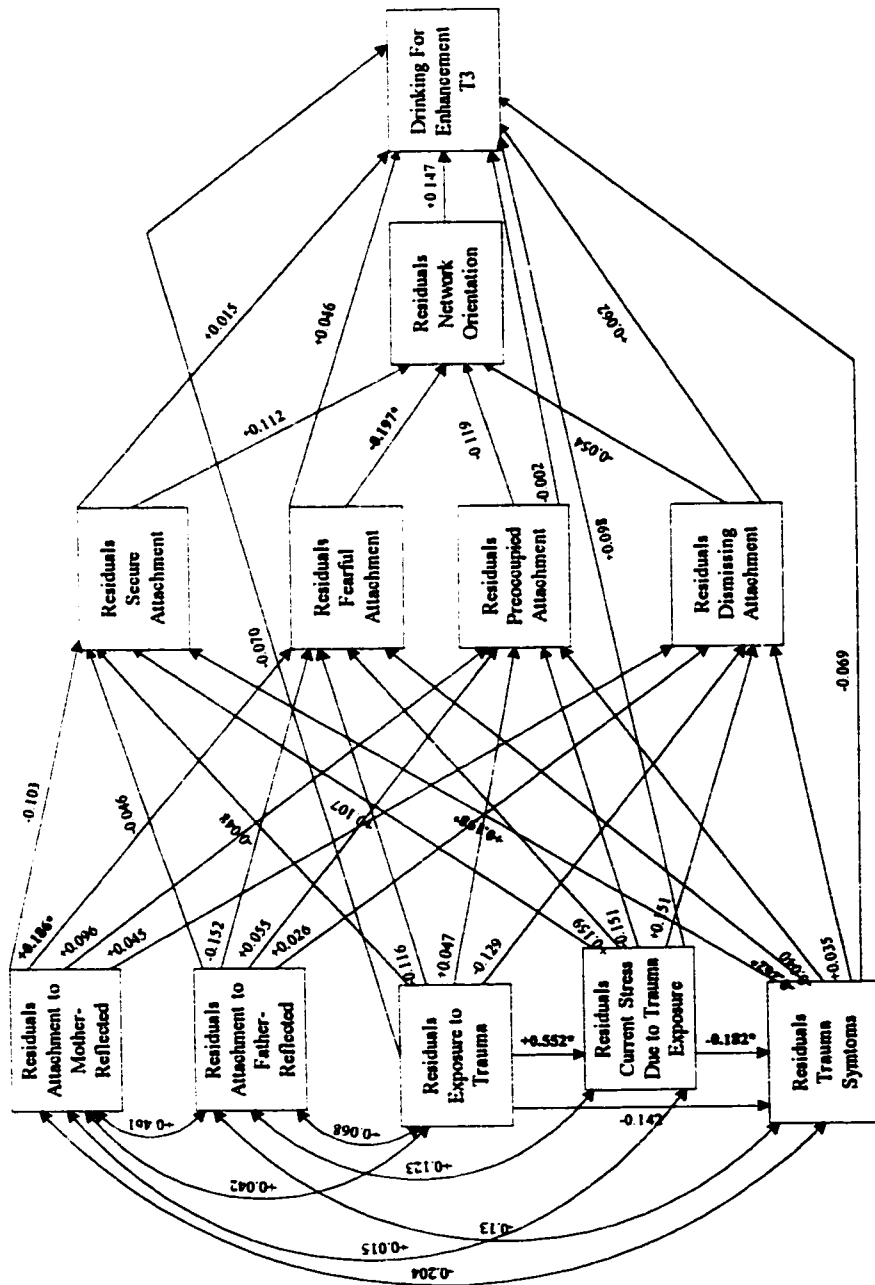 Residuals
Attachment to
Mother-
Reflected
Residuals
Attachment to
Father-
Reflected
Residuals
Exposure to
Trauma
Residuals
Current Stress
Due to Trauma
Exposure
Residuals
Trauma
Symtoms
Residuals
Secure
Attachment
Residuals
Fearful
Attachment
Residuals
Preoccupied
Attachment
Residuals
Dismissing
Attachment
Residuals
Network
Orientation
Drinking For
Enhancement
T3
-0.103
+0.186*
+0.096
+0.045
-0.046
-0.152
+0.055
+0.026
-0.048
-0.116
+0.047
-0.129
-0.070
+0.107
-0.159
-0.151
+0.151
+0.035
+0.552*
-0.182*
-0.142
+0.461
+0.068
+0.042
+0.123
-0.13
+0.015
-0.204
+0.015
+0.046
+0.112
-0.197*
-0.119
-0.054
-0.002
+0.098
+0.062
-0.069
+0.147